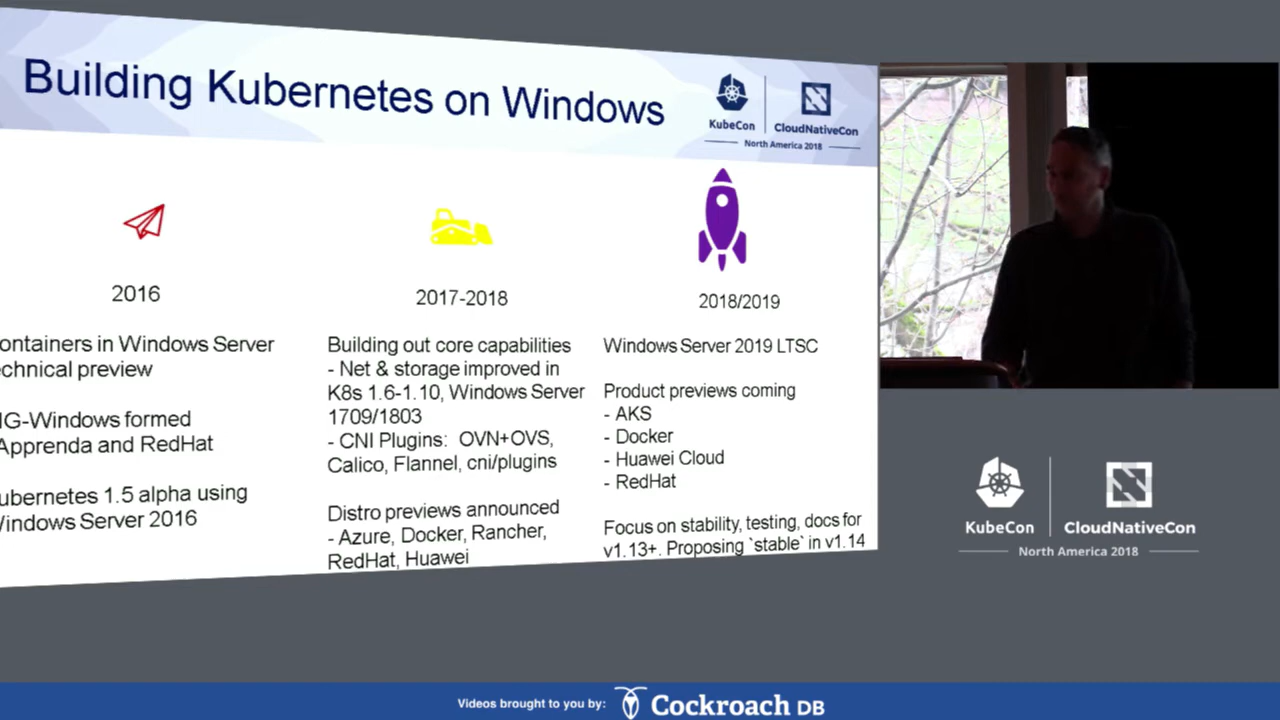 Building Kubernetes on Windows
KubeCon
CloudNativeCon
North America 2018
2016
ontainers in Windows Server
echnical preview
IG-Windows formed
Apprenda and RedHat
ubernetes 1.5 alpha using
Windows Server 2016
2017-2018
Building out core capabilities
- Net & storage improved in
K8s 1.6-1.10, Windows Server
1709/1803
- CNI Plugins: OVN+OVS,
Calico, Flannel, cni/plugins
Distro previews announced
- Azure, Docker, Rancher,
RedHat, Huawei
2018/2019
Windows Server 2019 LTSC
Product previews coming
- AKS
- Docker
- Huawei Cloud
- RedHat
Focus on stability, testing, docs for
v1.13+. Proposing `stable` in v1.14
KubeCon
CloudNativeCon
North America 2018
Videos brought to you by:
Cockroach DB